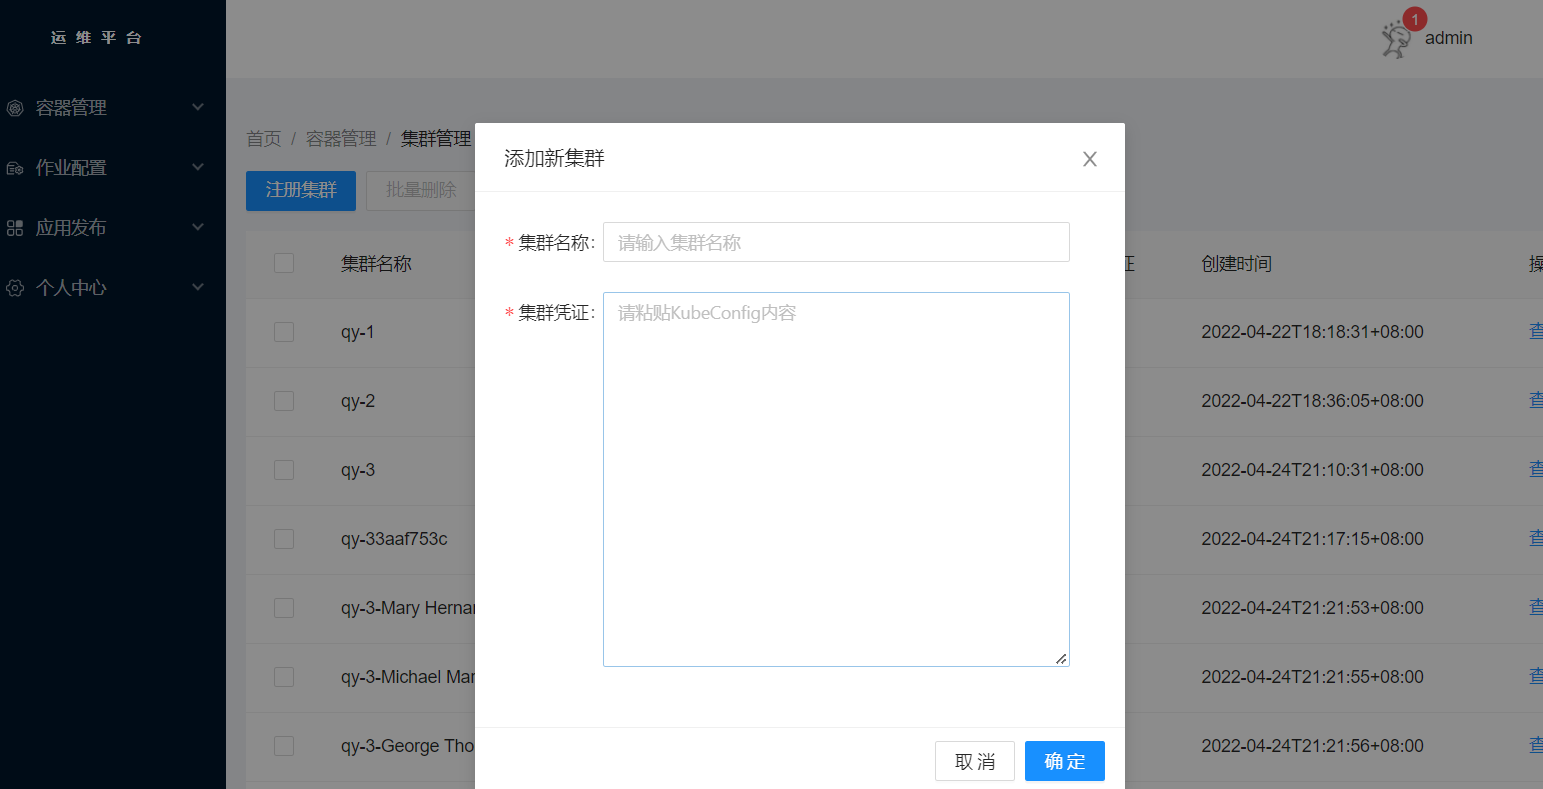 运维平台
1
admin
容器管理
作业配置
应用发布
个人中心
首页 / 容器管理 / 集群管理
注册集群 批量删除
集群名称 证 创建时间
qy-1 2022-04-22T18:18:31+08:00 查
qy-2 2022-04-22T18:36:05+08:00 查
qy-3 2022-04-24T21:10:31+08:00 查
qy-33aaf753c 2022-04-24T21:17:15+08:00 查
qy-3-Mary Herna 2022-04-24T21:21:53+08:00 查
qy-3-Michael Mar 2022-04-24T21:21:55+08:00 查
qy-3-George Tho 2022-04-24T21:21:56+08:00 查
添加新集群
* 集群名称: 请输入集群名称
* 集群凭证: 请粘贴KubeConfig内容
取消 确定